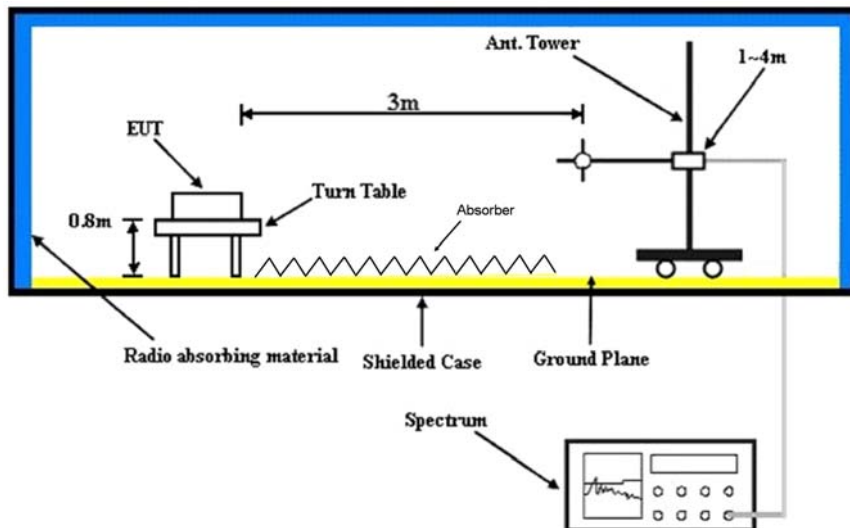 Ant. Tower
1~4m
3m
EUT
Turn Table
0.8m
Absorber
Radio absorbing material
Shielded Case
Ground Plane
Spectrum